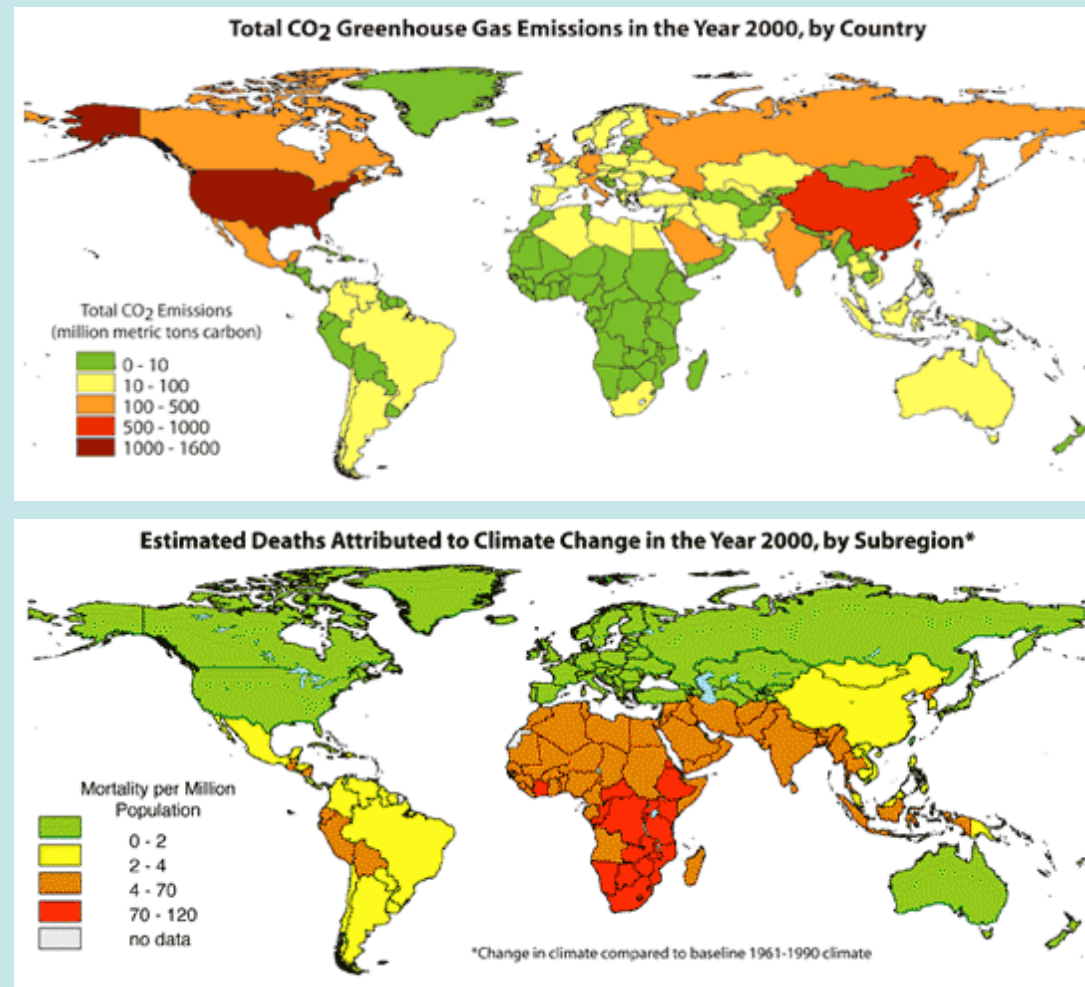 Total CO2 Greenhouse Gas Emissions in the Year 2000, by Country
Total CO2 Emissions
(million metric tons carbon)
0 - 10
10 - 100
100 - 500
500 - 1000
1000 - 1600
Estimated Deaths Attributed to Climate Change in the Year 2000, by Subregion*
Mortality per Million
Population
0 - 2
2 - 4
4 - 70
70 - 120
no data
*Change in climate compared to baseline 1961-1990 climate